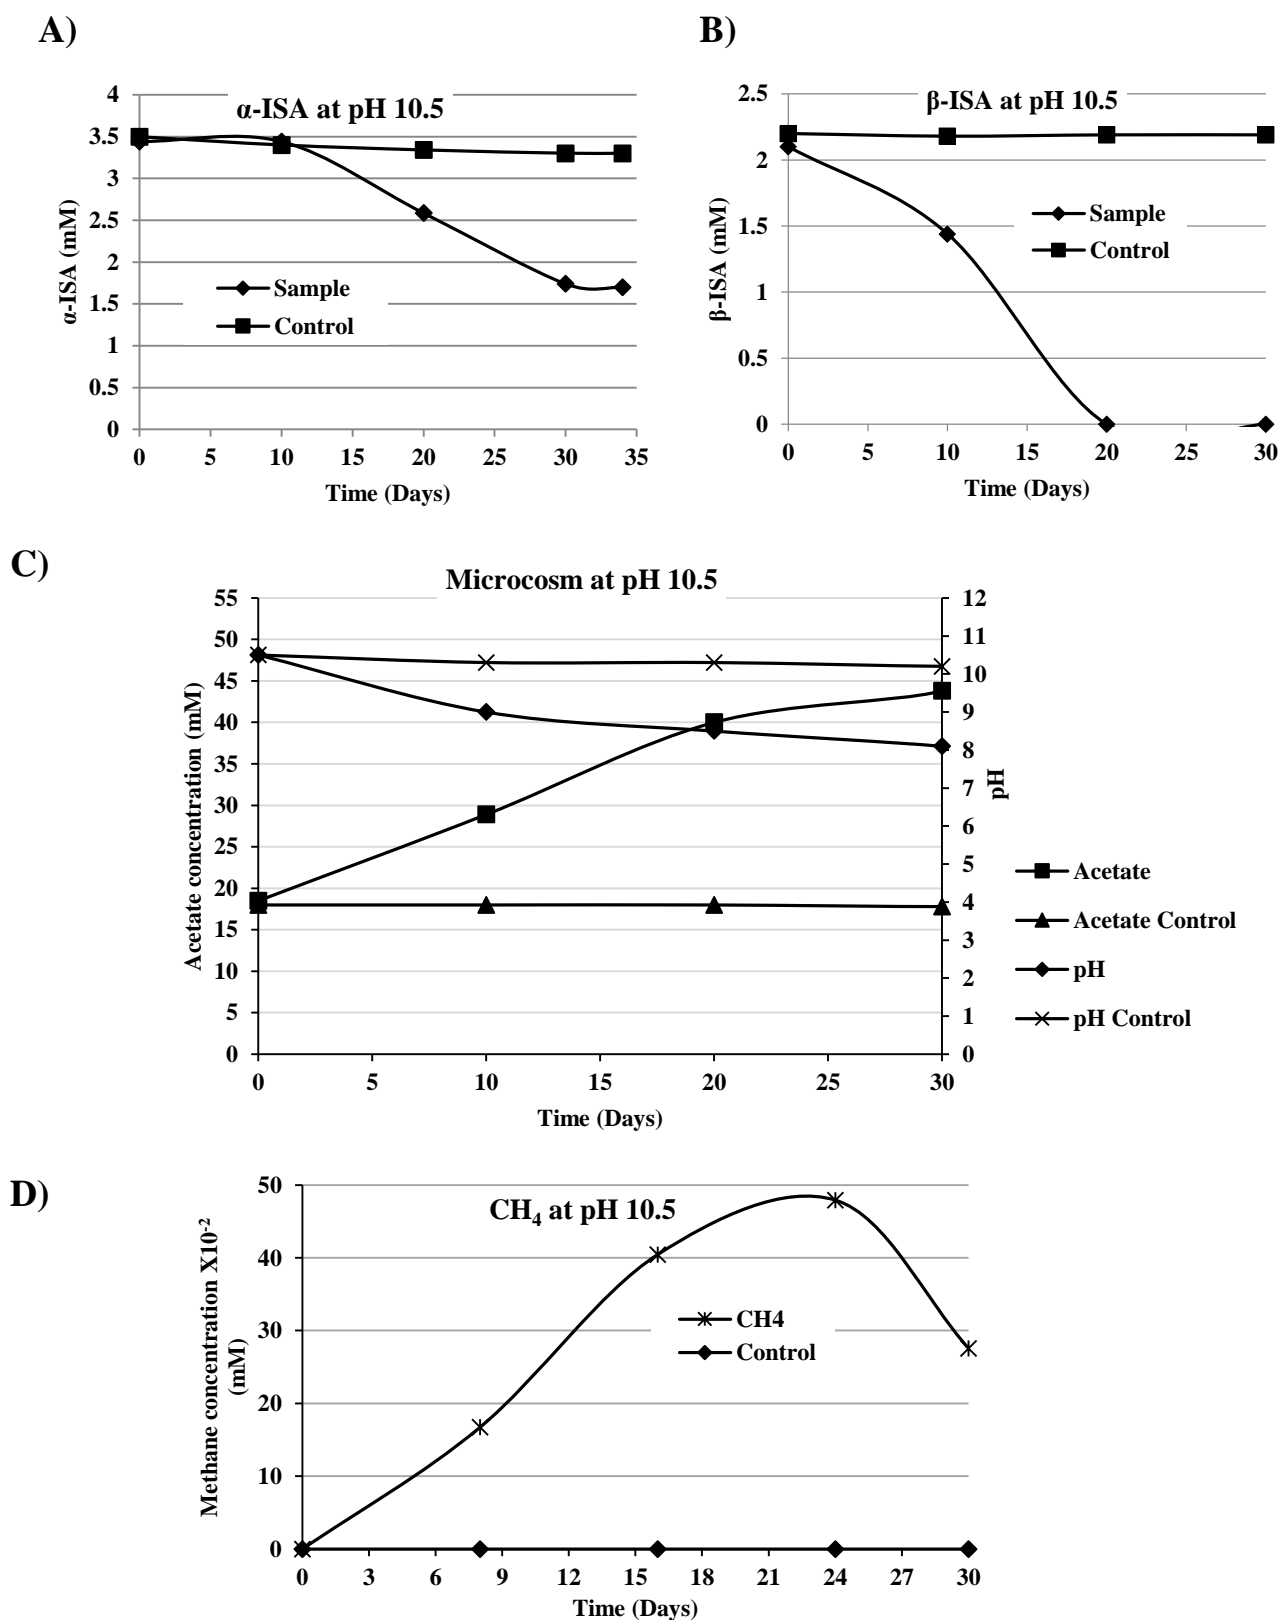 A)
α-ISA at pH 10.5
4
3.5
3
2.5
2
1.5
1
0.5
0
α-ISA (mM)
Sample
Control
0 5 10 15 20 25 30 35
Time (Days)
B)
β-ISA at pH 10.5
2.5
2
1.5
1
0.5
0
β-ISA (mM)
Sample
Control
0 5 10 15 20 25 30
Time (Days)
C)
Microcosm at pH 10.5
55
50
45
40
35
30
25
20
15
10
5
0
Acetate concentration (mM)
12
11
10
9
8
7
6
5
4
3
2
1
0
pH
0 5 10 15 20 25 30
Time (Days)
Acetate
Acetate Control
pH
pH Control
D)
CH₄ at pH 10.5
50
40
30
20
10
0
Methane concentration X10⁻²
(mM)
CH4
Control
0 3 6 9 12 15 18 21 24 27 30
Time (Days)